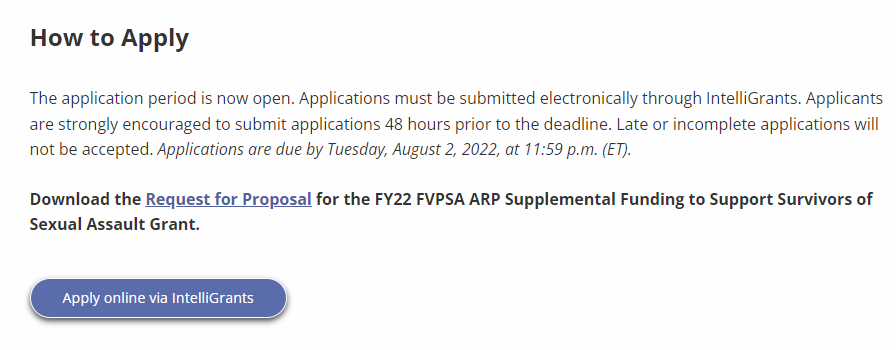 How to Apply
The application period is now open. Applications must be submitted electronically through IntelliGrants. Applicants
are strongly encouraged to submit applications 48 hours prior to the deadline. Late or incomplete applications will
not be accepted. Applications are due by Tuesday, August 2, 2022, at 11:59 p.m. (ET).
Download the Request for Proposal for the FY22 FVPSA ARP Supplemental Funding to Support Survivors of
Sexual Assault Grant.
Apply online via IntelliGrants